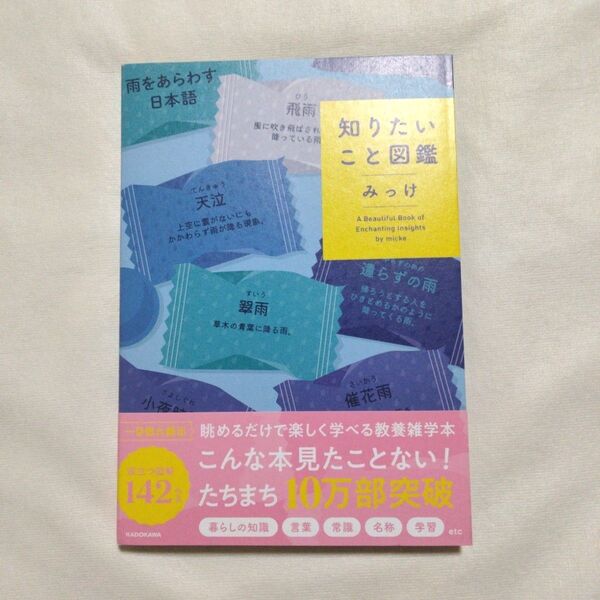 雨をあらわす
日本語
ひう
飛雨
風に吹き飛ばされ
降っている雨
知りたい
こと図鑑
みっけ
A Beautiful Book of
Enchanting Insights
by micke
てんきゅう
天泣
上空に雲がないにも
かかわらず雨が降る現象。
遣らずの雨
帰ろうとする人を
ひきとめるかのように
降ってくる雨。
すいう
翠雨
草木の青葉に降る雨。
さいかう
催花雨
小夜時
眺めるだけで楽しく学べる教養雑学本
こんな本見たことない!
たちまち10万部突破
142
暮らしの知識
言葉
常識
名称
学習
etc
KADOKAWA